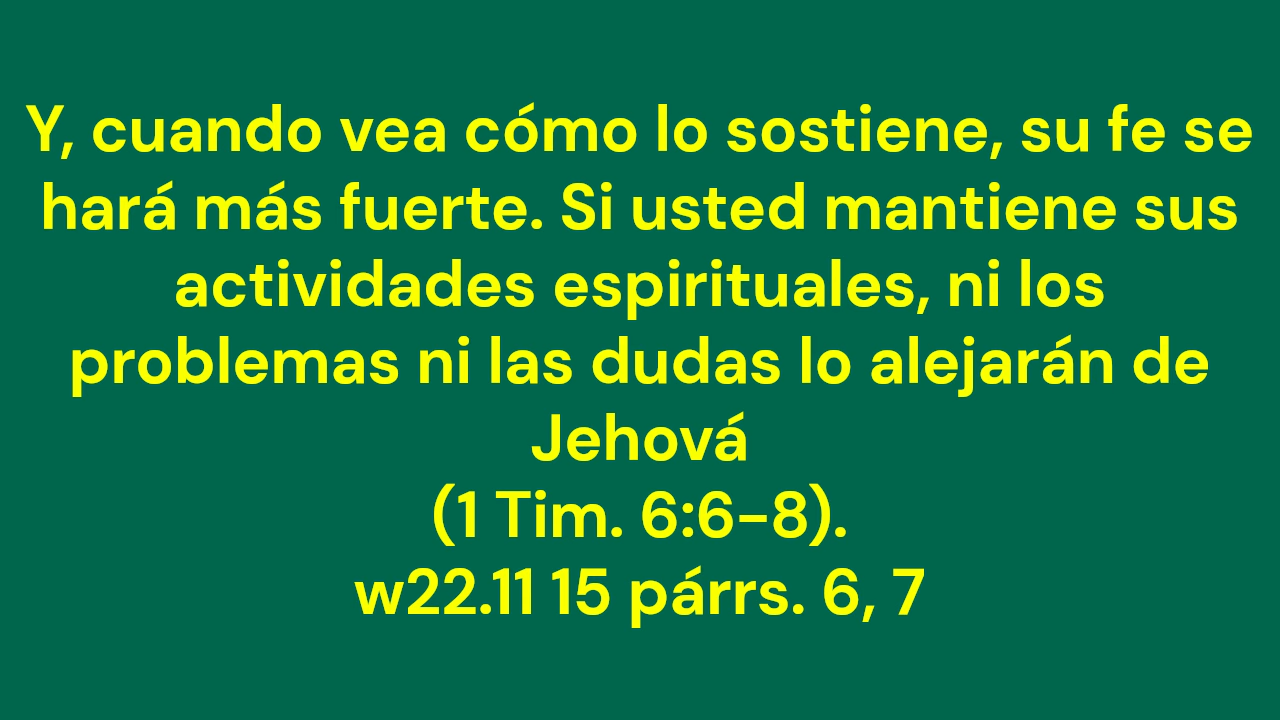 Y, cuando vea cómo lo sostiene, su fe se
hará más fuerte. Si usted mantiene sus
actividades espirituales, ni los
problemas ni las dudas lo alejarán de
Jehová
(1 Tim. 6:6-8).
w22.11 15 párrs. 6, 7